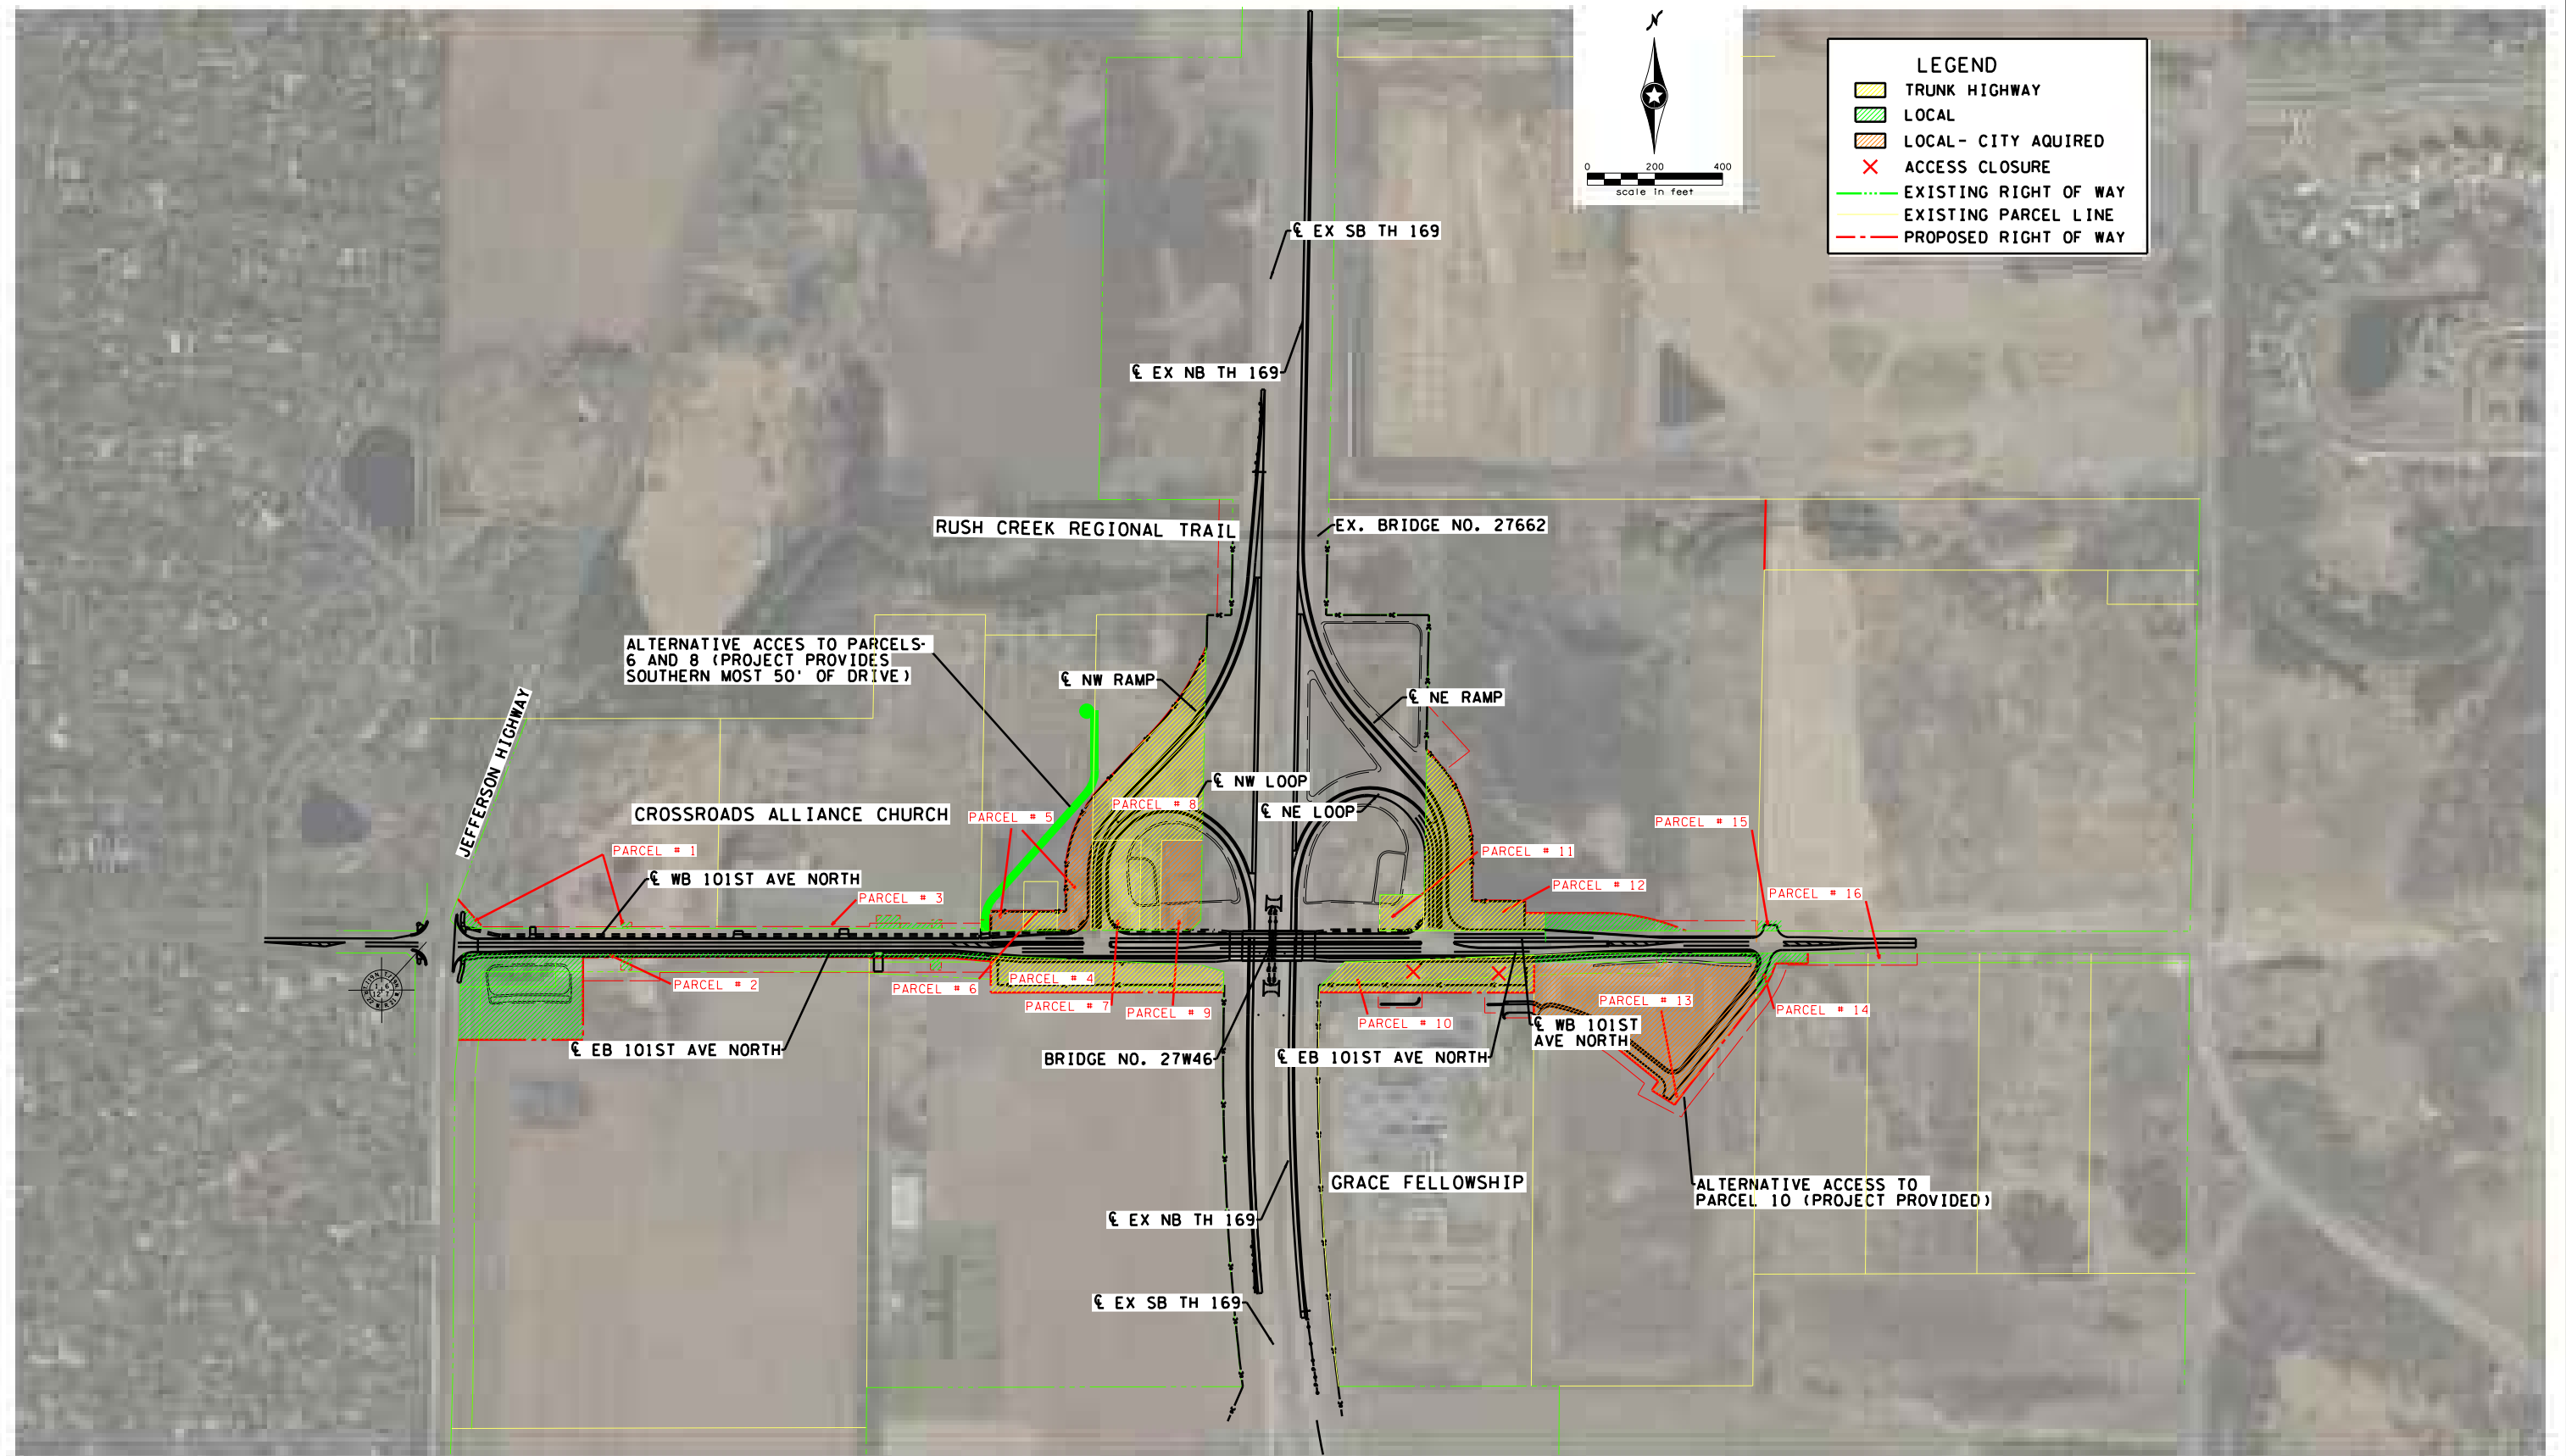 N
0 200 400
scale in feet
LEGEND
TRUNK HIGHWAY
LOCAL
LOCAL- CITY AQUIRED
ACCESS CLOSURE
EXISTING RIGHT OF WAY
EXISTING PARCEL LINE
PROPOSED RIGHT OF WAY
℄ EX SB TH 169
℄ EX NB TH 169
RUSH CREEK REGIONAL TRAIL
EX. BRIDGE NO. 27662
ALTERNATIVE ACCES TO PARCELS-
6 AND 8 (PROJECT PROVIDES
SOUTHERN MOST 50' OF DRIVE)
℄ NW RAMP
℄ NE RAMP
JEFFERSON HIGHWAY
℄ NW LOOP
℄ NE LOOP
CROSSROADS ALLIANCE CHURCH
PARCEL # 5
PARCEL # 8
PARCEL # 15
PARCEL # 1
PARCEL # 11
℄ WB 101ST AVE NORTH
PARCEL # 3
PARCEL # 12
PARCEL # 16
PARCEL # 4
PARCEL # 2
PARCEL # 6
PARCEL # 7
PARCEL # 9
PARCEL # 13
PARCEL # 14
PARCEL # 10
℄ WB 101ST
AVE NORTH
℄ EB 101ST AVE NORTH
BRIDGE NO. 27W46
℄ EB 101ST AVE NORTH
GRACE FELLOWSHIP
ALTERNATIVE ACCESS TO
PARCEL 10 (PROJECT PROVIDED)
℄ EX NB TH 169
℄ EX SB TH 169